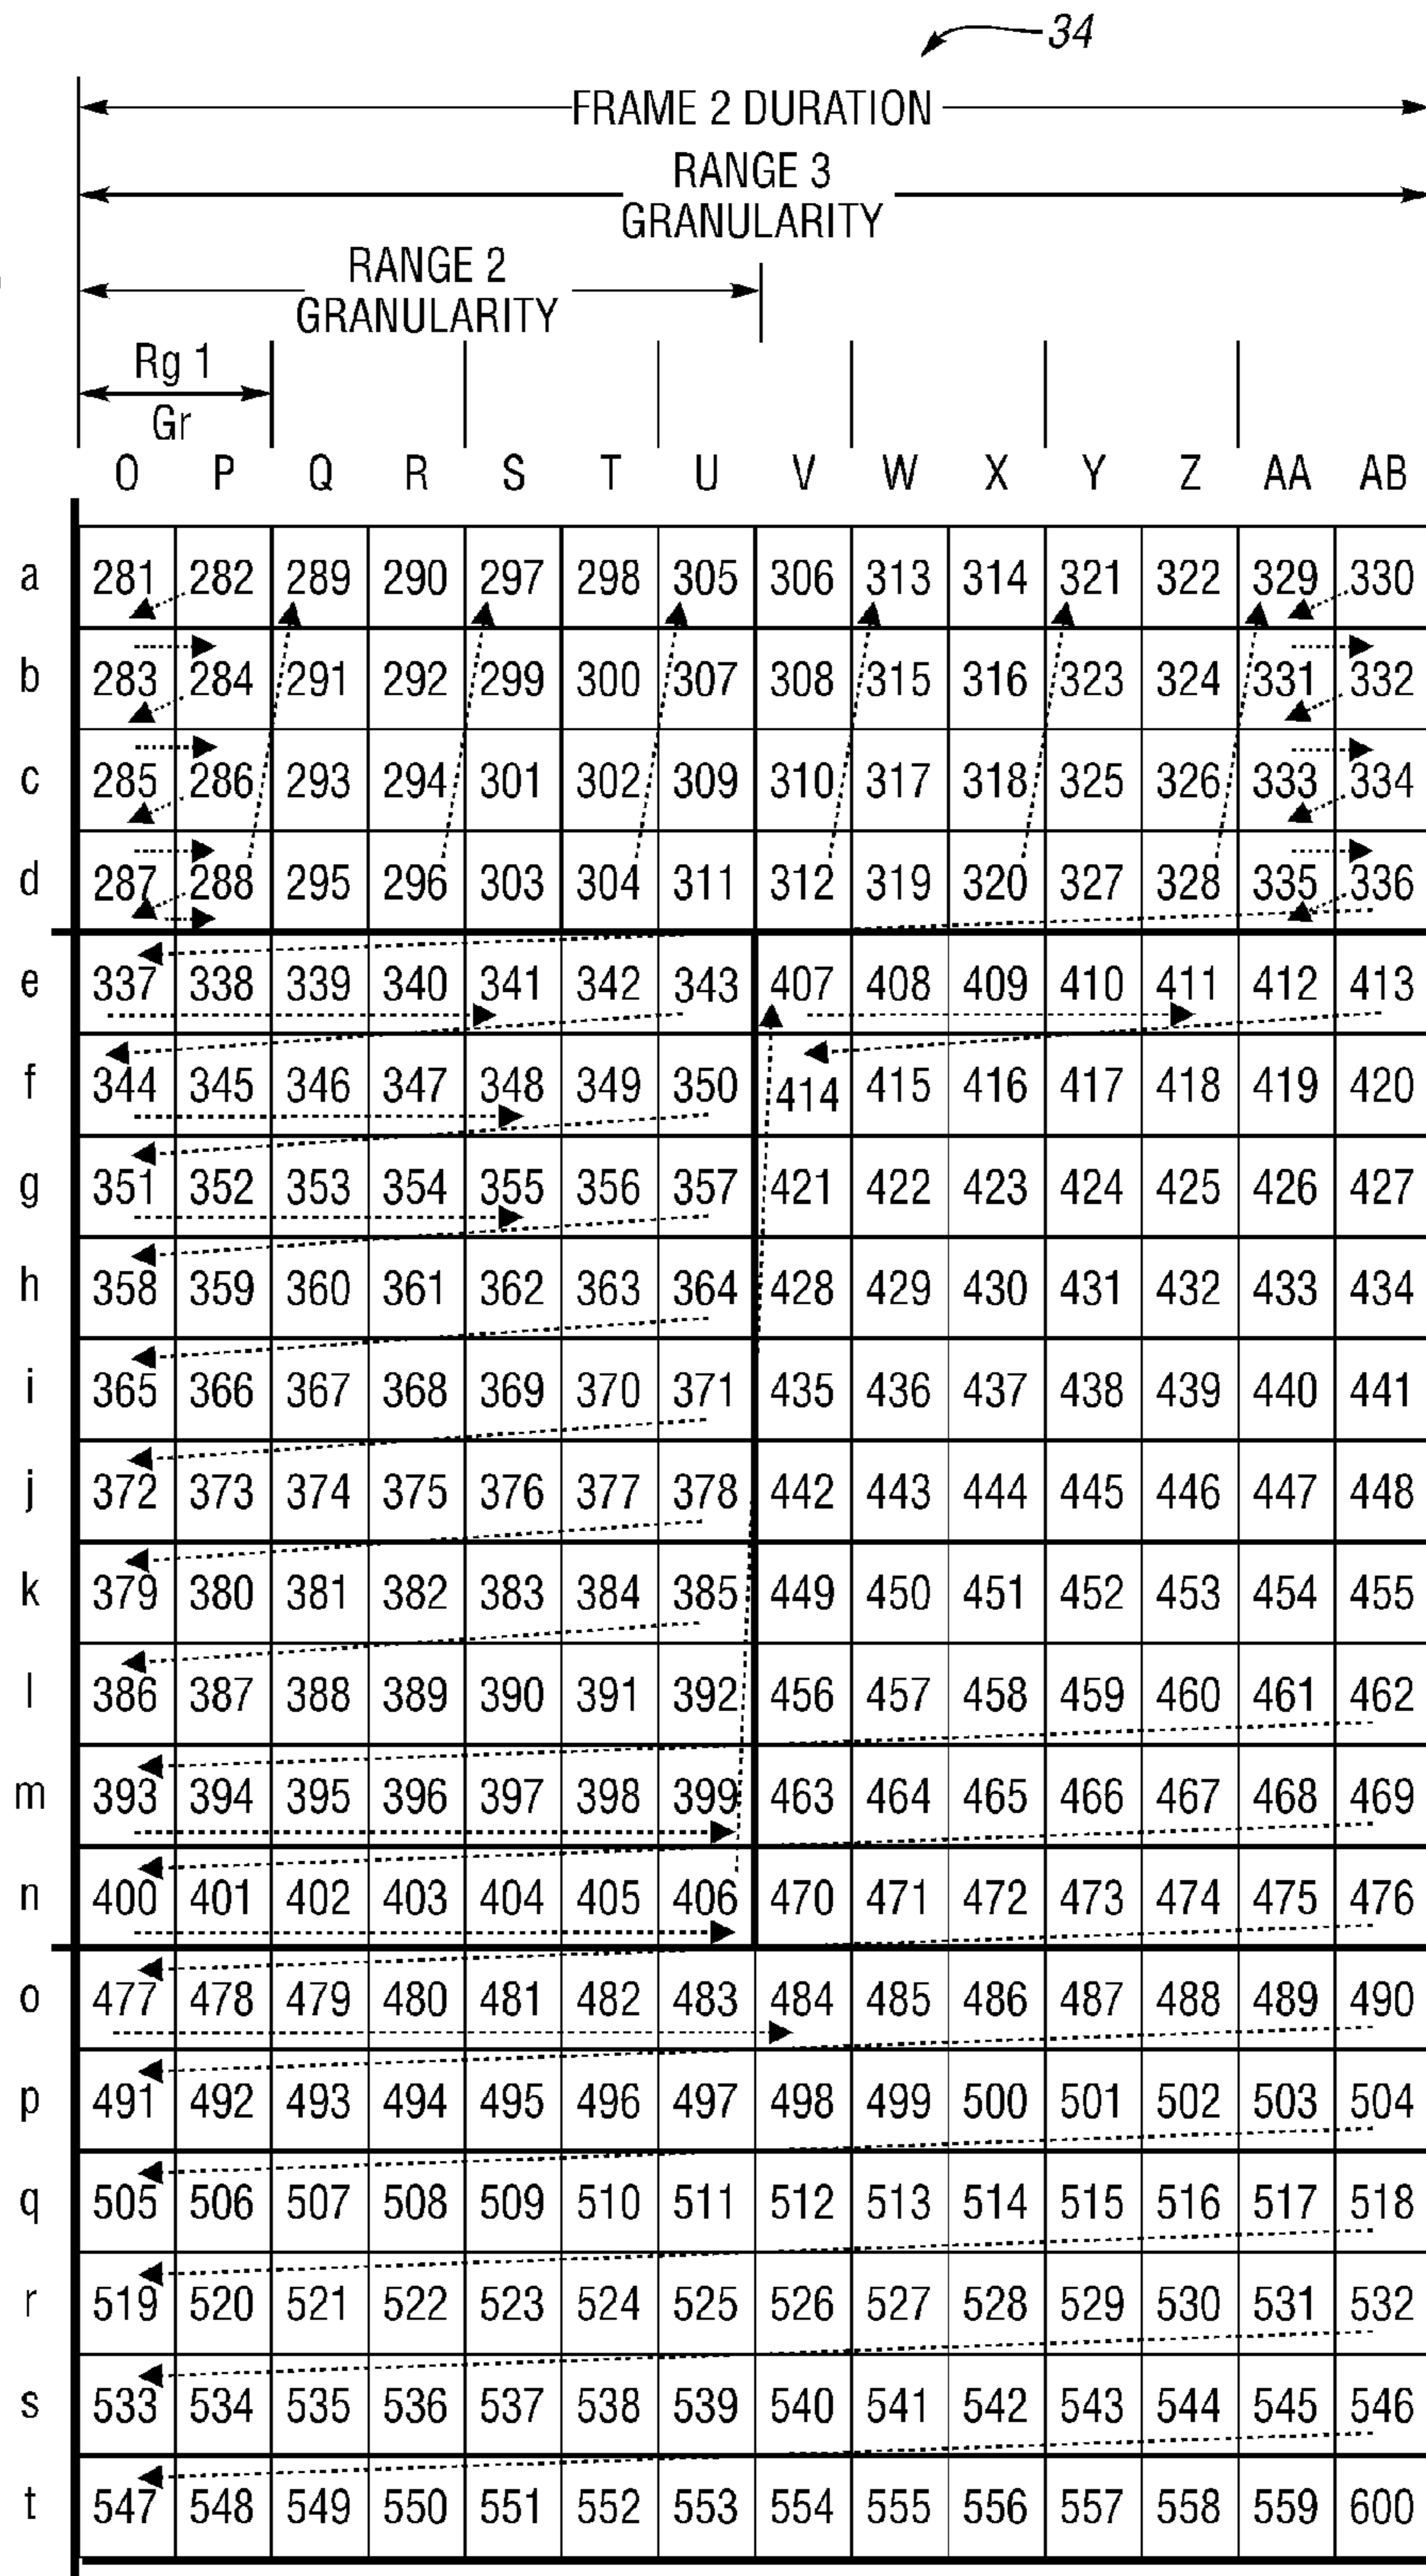 34
FRAME 2 DURATION
RANGE 3
GRANULARITY
RANGE 2
GRANULARITY
Rg 1
Gr
O P Q R S T U V W X Y Z AA AB
a 281 282 289 290 297 298 305 306 313 314 321 322 329 330
b 283 284 291 292 299 300 307 308 315 316 323 324 331 332
c 285 286 293 294 301 302 309 310 317 318 325 326 333 334
d 287 288 295 296 303 304 311 312 319 320 327 328 335 336
e 337 338 339 340 341 342 343 407 408 409 410 411 412 413
f 344 345 346 347 348 349 350 414 415 416 417 418 419 420
g 351 352 353 354 355 356 357 421 422 423 424 425 426 427
h 358 359 360 361 362 363 364 428 429 430 431 432 433 434
i 365 366 367 368 369 370 371 435 436 437 438 439 440 441
j 372 373 374 375 376 377 378 442 443 444 445 446 447 448
k 379 380 381 382 383 384 385 449 450 451 452 453 454 455
l 386 387 388 389 390 391 392 456 457 458 459 460 461 462
m 393 394 395 396 397 398 399 463 464 465 466 467 468 469
n 400 401 402 403 404 405 406 470 471 472 473 474 475 476
o 477 478 479 480 481 482 483 484 485 486 487 488 489 490
p 491 492 493 494 495 496 497 498 499 500 501 502 503 504
q 505 506 507 508 509 510 511 512 513 514 515 516 517 518
r 519 520 521 522 523 524 525 526 527 528 529 530 531 532
s 533 534 535 536 537 538 539 540 541 542 543 544 545 546
t 547 548 549 550 551 552 553 554 555 556 557 558 559 600